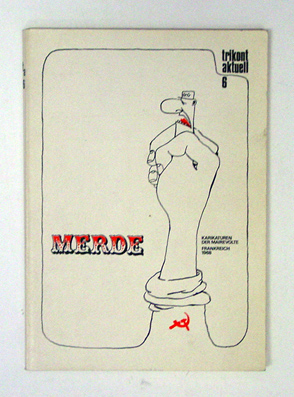 trikont
aktuell
6
MERDE
KARIKATUREN
DER MAIREVOLTE
FRANKREICH
1968